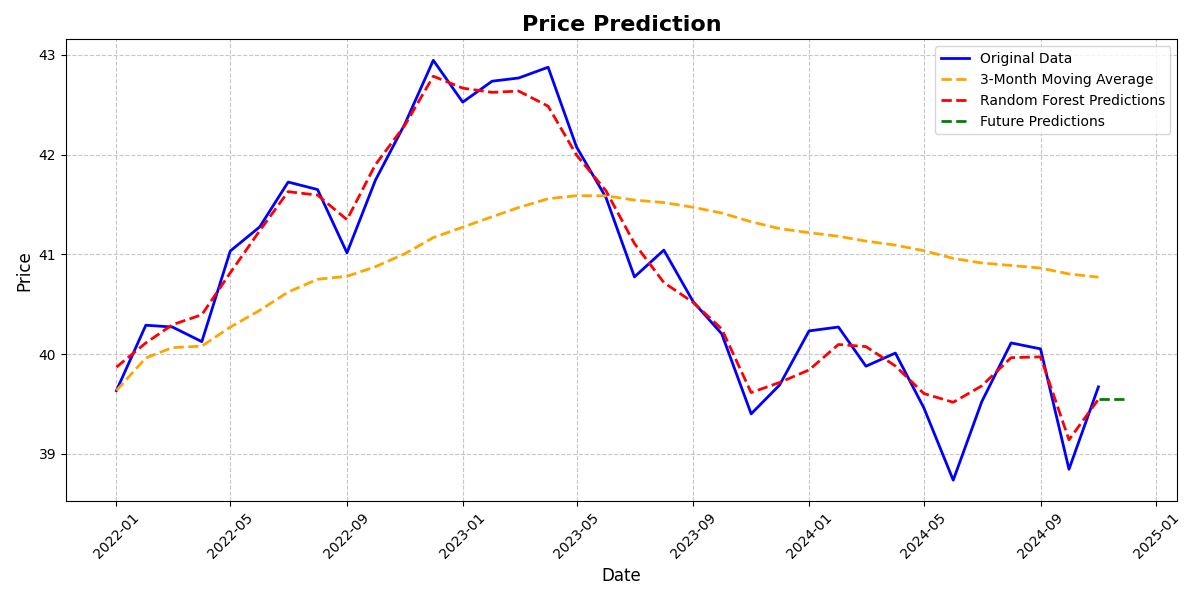 Price Prediction
Original Data
3-Month Moving Average
Random Forest Predictions
Future Predictions
Price
43
42
41
40
39
2022-01
2022-05
2022-09
2023-01
2023-05
2023-09
2024-01
2024-05
2024-09
2025-01
Date